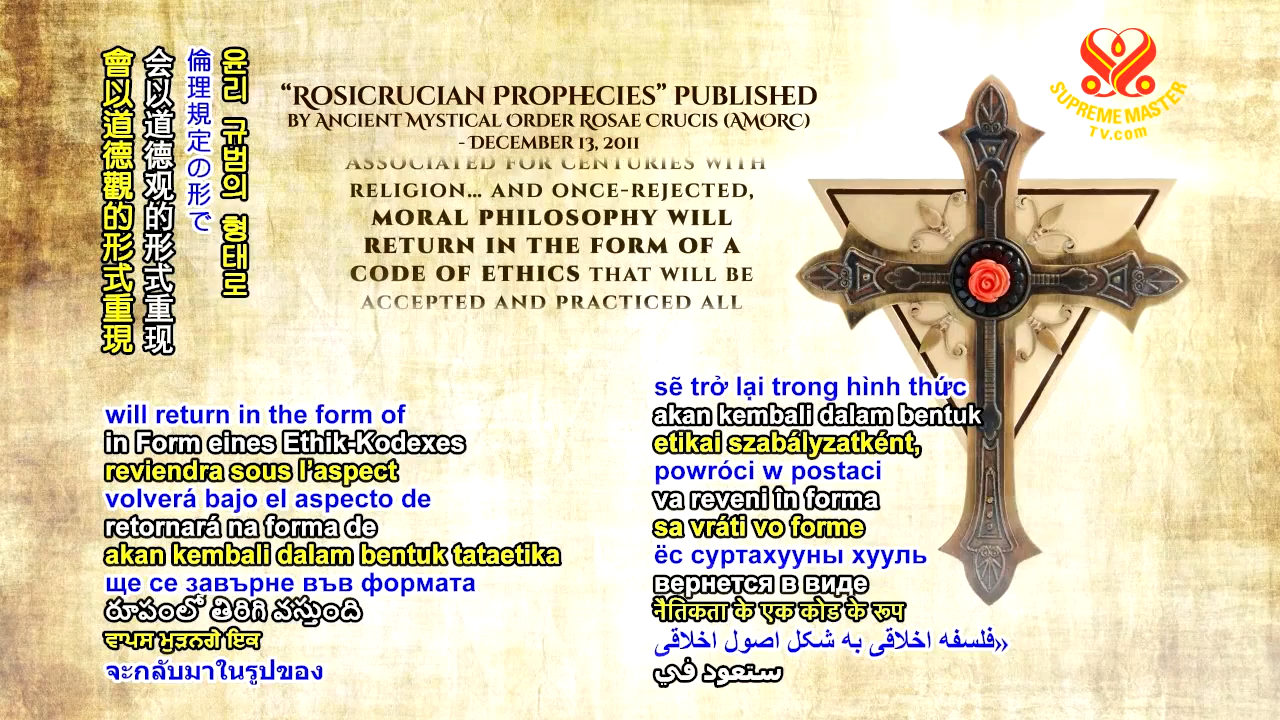 會以道德觀的形式重現
会以道德观的形式重现
倫理規定の形で
윤리 규범의 형태로
“ROSICRUCIAN PROPHECIES” PUBLISHED
BY ANCIENT MYSTICAL ORDER ROSAE CRUCIS (AMORC)
- DECEMBER 13, 2011
ASSOCIATED FOR CENTURIES WITH
RELIGION... AND ONCE-REJECTED,
MORAL PHILOSOPHY WILL
RETURN IN THE FORM OF A
CODE OF ETHICS THAT WILL BE
ACCEPTED AND PRACTICED ALL
SUPREME MASTER
TV.com
will return in the form of
in Form eines Ethik-Kodexes
reviendra sous l’aspect
volverá bajo el aspecto de
retornará na forma de
akan kembali dalam bentuk tataetika
ще се завърне във формата
రూపంలో తిరిగి వస్తుంది
ਵਾਪਸ ਮੁੜਨਗੇ ਇਕ
จะกลับมาในรูปของ
sẽ trở lại trong hình thức
akan kembali dalam bentuk
etikai szabályzatként,
powróci w postaci
va reveni în forma
sa vráti vo forme
ёс суртахууны хууль
вернется в виде
नैतिकता के एक कोड के रूप
فلسفه اخلاقی به شکل اصول اخلاقی»
ستعود في